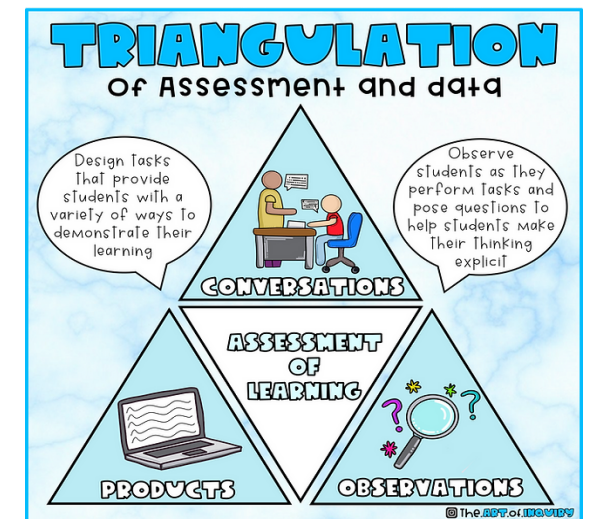 TRIANGULATION
OF Assessment and data
Design Tasks
that provide
students with a
variety of ways to
demonstrate their
learning
Observe
students as they
perform tasks and
pose questions to
help students make
their thinking
explicit
CONVERSATIONS
ASSESSMENT
OF
LEARNING
PRODUCTS
OBSERVATIONS
The.ART.of.INQUIRY